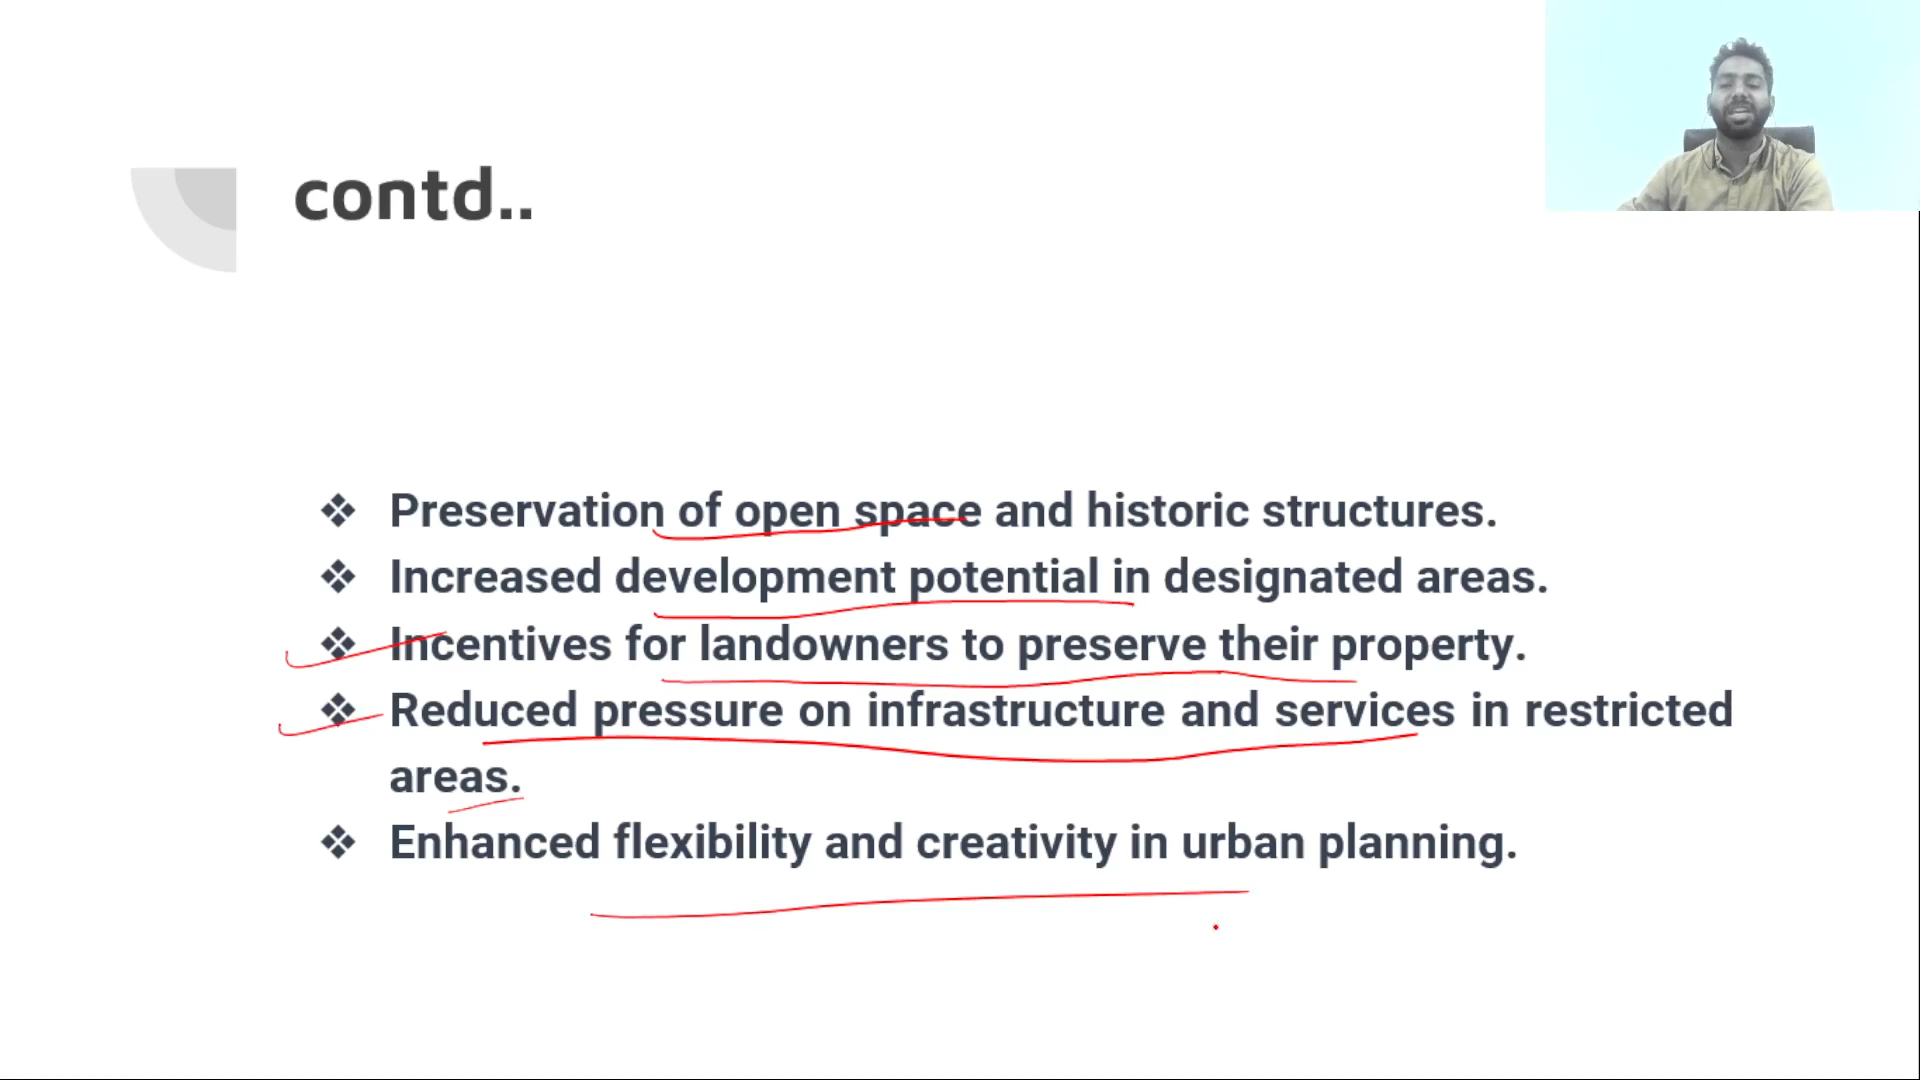 contd..
❖ Preservation of open space and historic structures.
❖ Increased development potential in designated areas.
❖ Incentives for landowners to preserve their property.
❖ Reduced pressure on infrastructure and services in restricted
areas.
❖ Enhanced flexibility and creativity in urban planning.